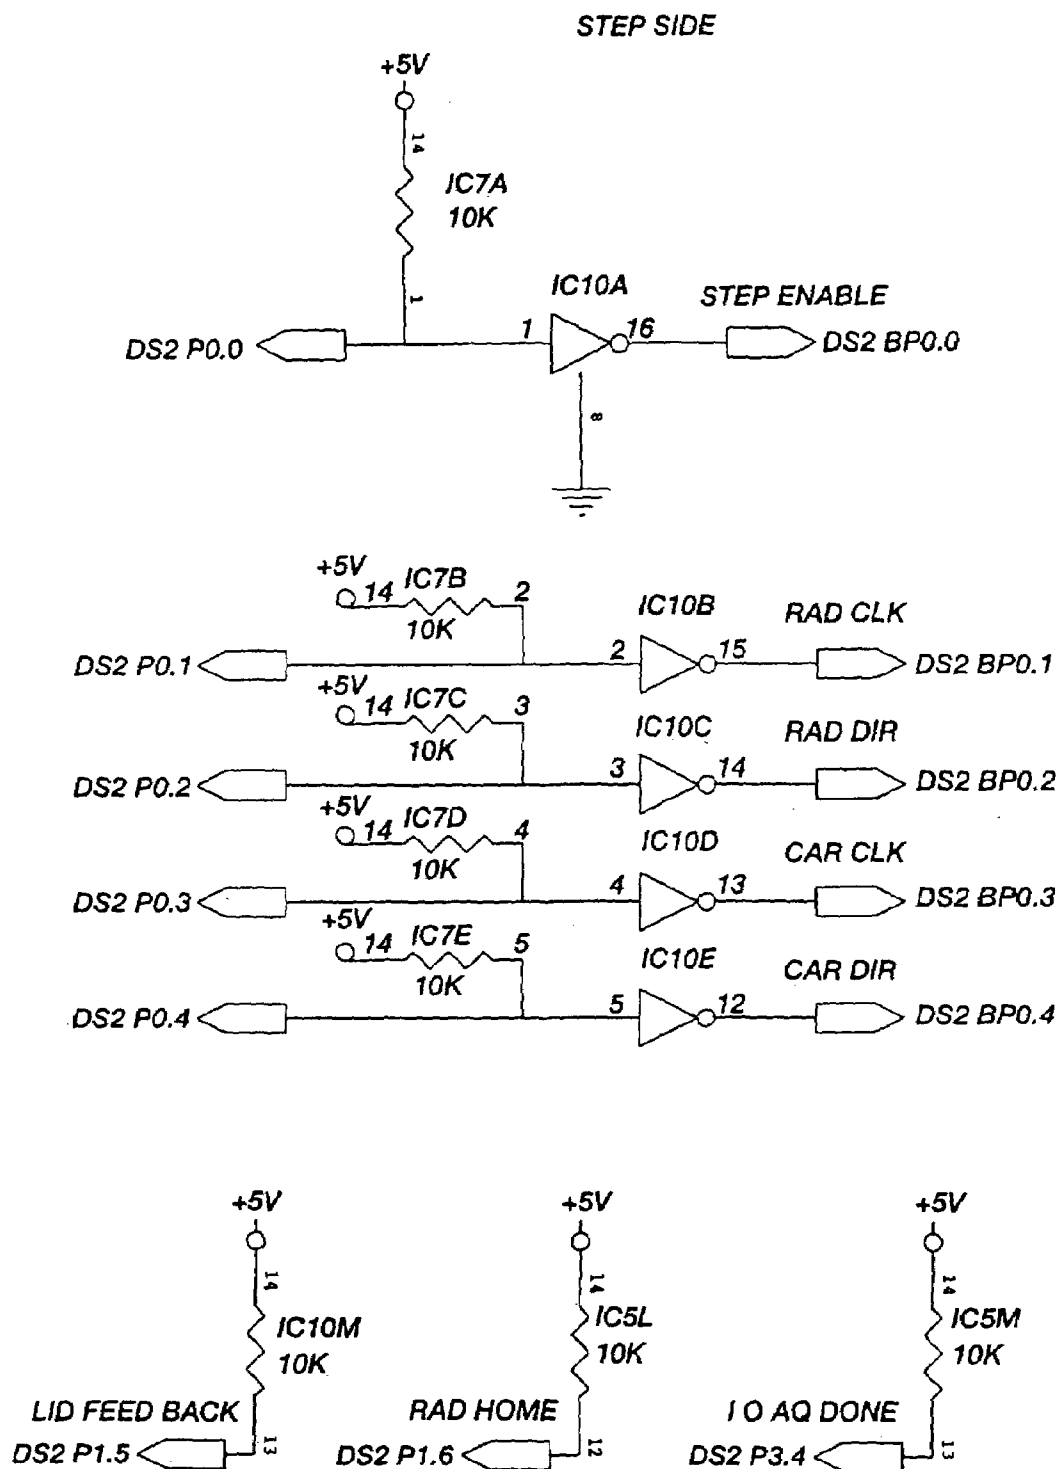 STEP SIDE
+5V
14
IC7A
10K
1
IC10A
STEP ENABLE
DS2 P0.0
1
16
DS2 BP0.0
8
+5V
14
IC7B
2
10K
IC10B
RAD CLK
DS2 P0.1
2
15
DS2 BP0.1
+5V
14
IC7C
3
10K
IC10C
RAD DIR
DS2 P0.2
3
14
DS2 BP0.2
+5V
14
IC7D
4
10K
IC10D
CAR CLK
DS2 P0.3
4
13
DS2 BP0.3
+5V
14
IC7E
5
10K
IC10E
CAR DIR
DS2 P0.4
5
12
DS2 BP0.4
+5V
14
IC10M
10K
LID FEED BACK
13
DS2 P1.5
+5V
14
IC5L
10K
RAD HOME
12
DS2 P1.6
+5V
14
IC5M
10K
I O AQ DONE
13
DS2 P3.4